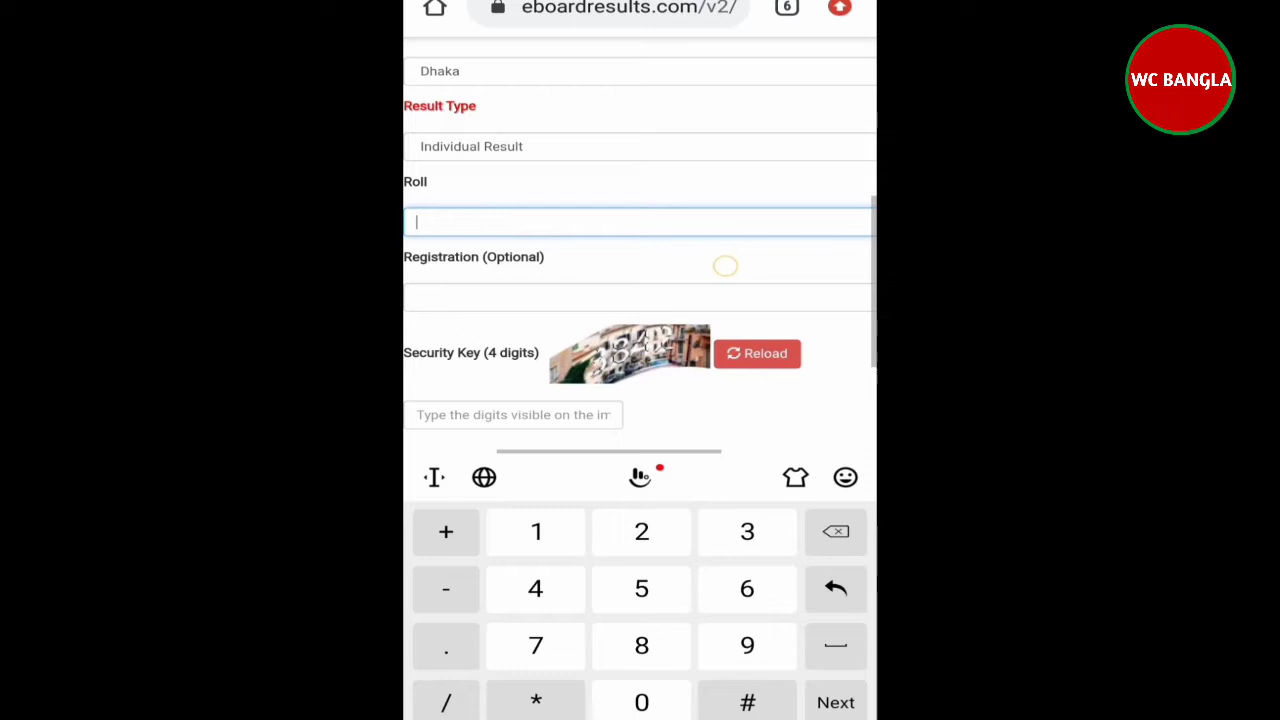 eboardresults.com/v2/
6
WC BANGLA
Dhaka
Result Type
Individual Result
Roll
Registration (Optional)
Security Key (4 digits)
Reload
Type the digits visible on the im
+ 1 2 3
- 4 5 6
. 7 8 9
/ * 0 # Next